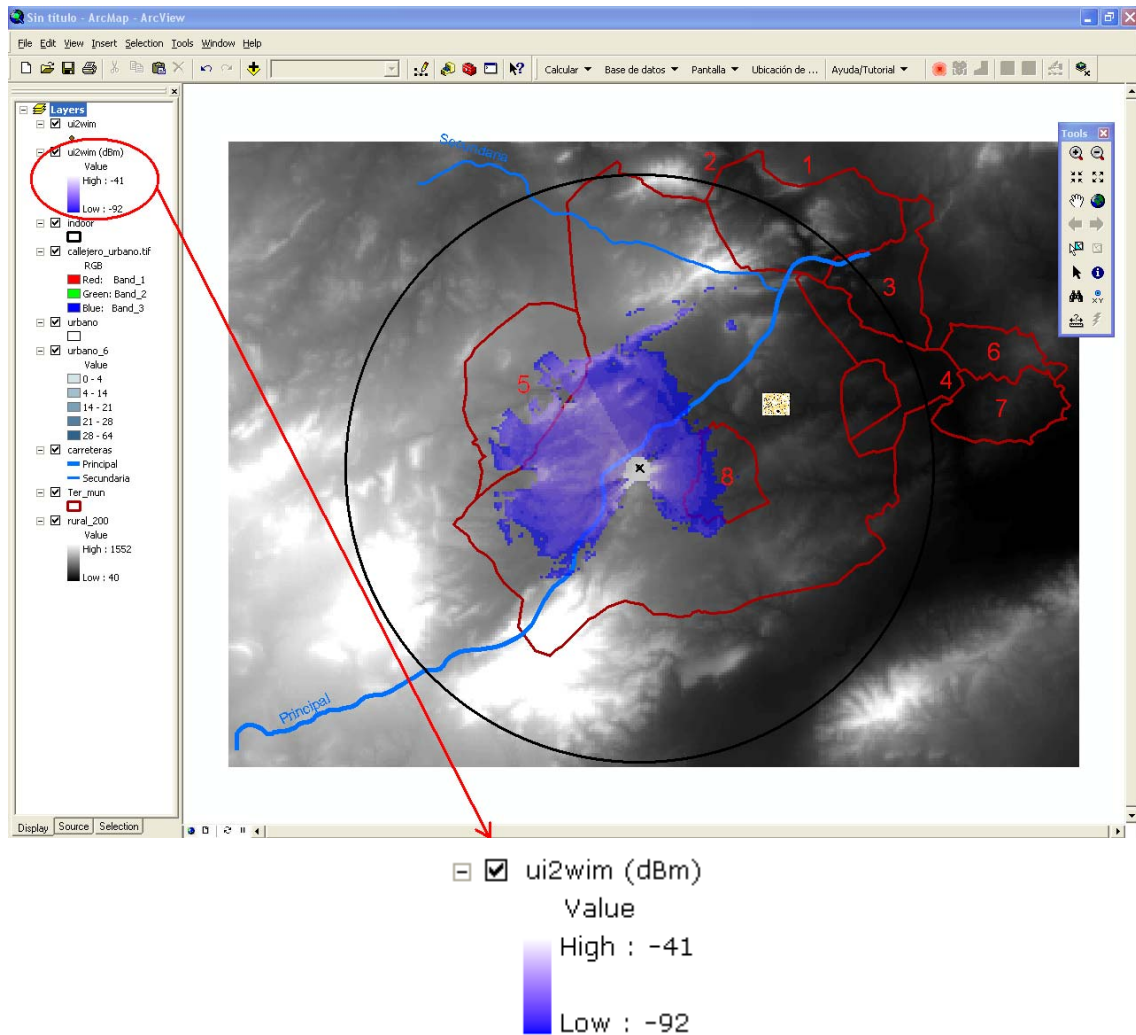 Sin título - ArcMap - ArcView
File Edit View Insert Selection Tools Window Help
Calcular Base de datos Pantalla Ubicación de ... Ayuda/Tutorial
Layers
ui2wim
ui2wim (dBm)
Value
High : -41
Low : -92
indoor
callejero_urbano.tif
RGB
Red: Band_1
Green: Band_2
Blue: Band_3
urbano
urbano_6
Value
0 - 4
4 - 14
14 - 21
21 - 28
28 - 64
carreteras
Principal
Secundaria
Ter_mun
rural_200
Value
High : 1552
Low : 40
Display Source Selection
Secundaria
2
1
3
5
4
6
7
8
Principal
Tools
XY
ui2wim (dBm)
Value
High : -41
Low : -92